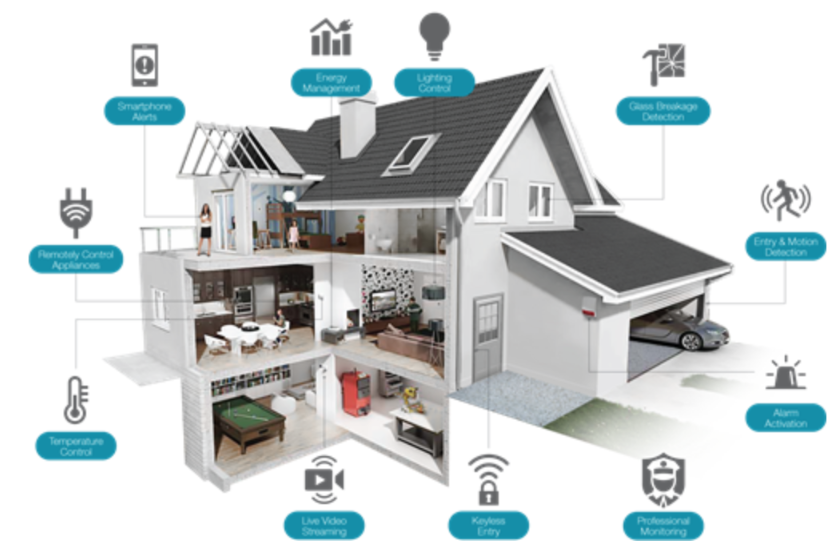 Energy
Management
Lighting
Control
Smartphone
Alerts
Glass Breakage
Detection
Remotely Control
Appliances
Entry & Motion
Detection
Temperature
Control
Alarm
Activation
Live Video
Streaming
Keyless
Entry
Professional
Monitoring